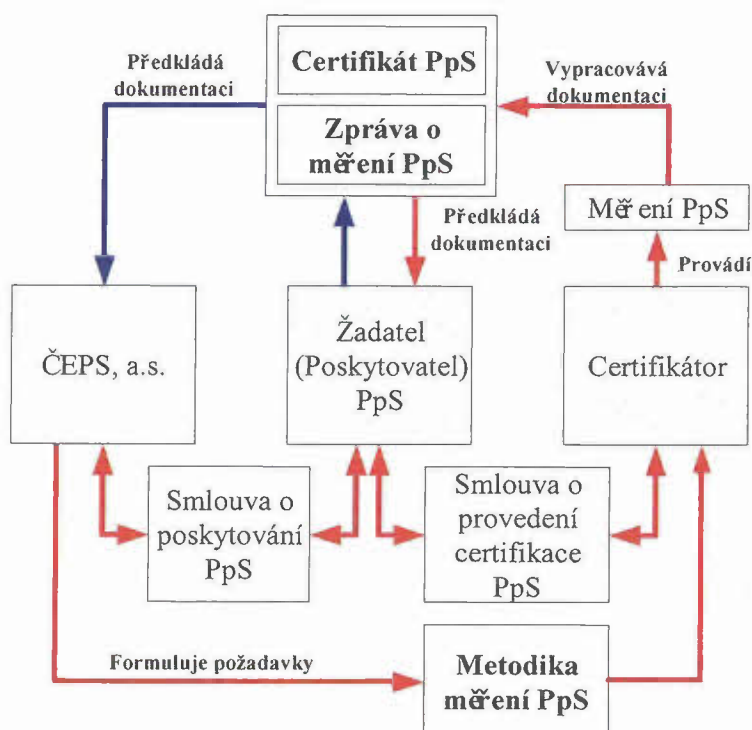 Předkládá
dokumentaci
Certifikát PpS
Zpráva o
měření PpS
Vypracovává
dokumentaci
Předkládá
dokumentaci
Měření PpS
Provádí
ČEPS, a.s.
Žadatel
(Poskytovatel)
PpS
Certifikátor
Smlouva o
poskytování
PpS
Smlouva o
provedení
certifikace
PpS
Formuluje požadavky
Metodika
měření PpS